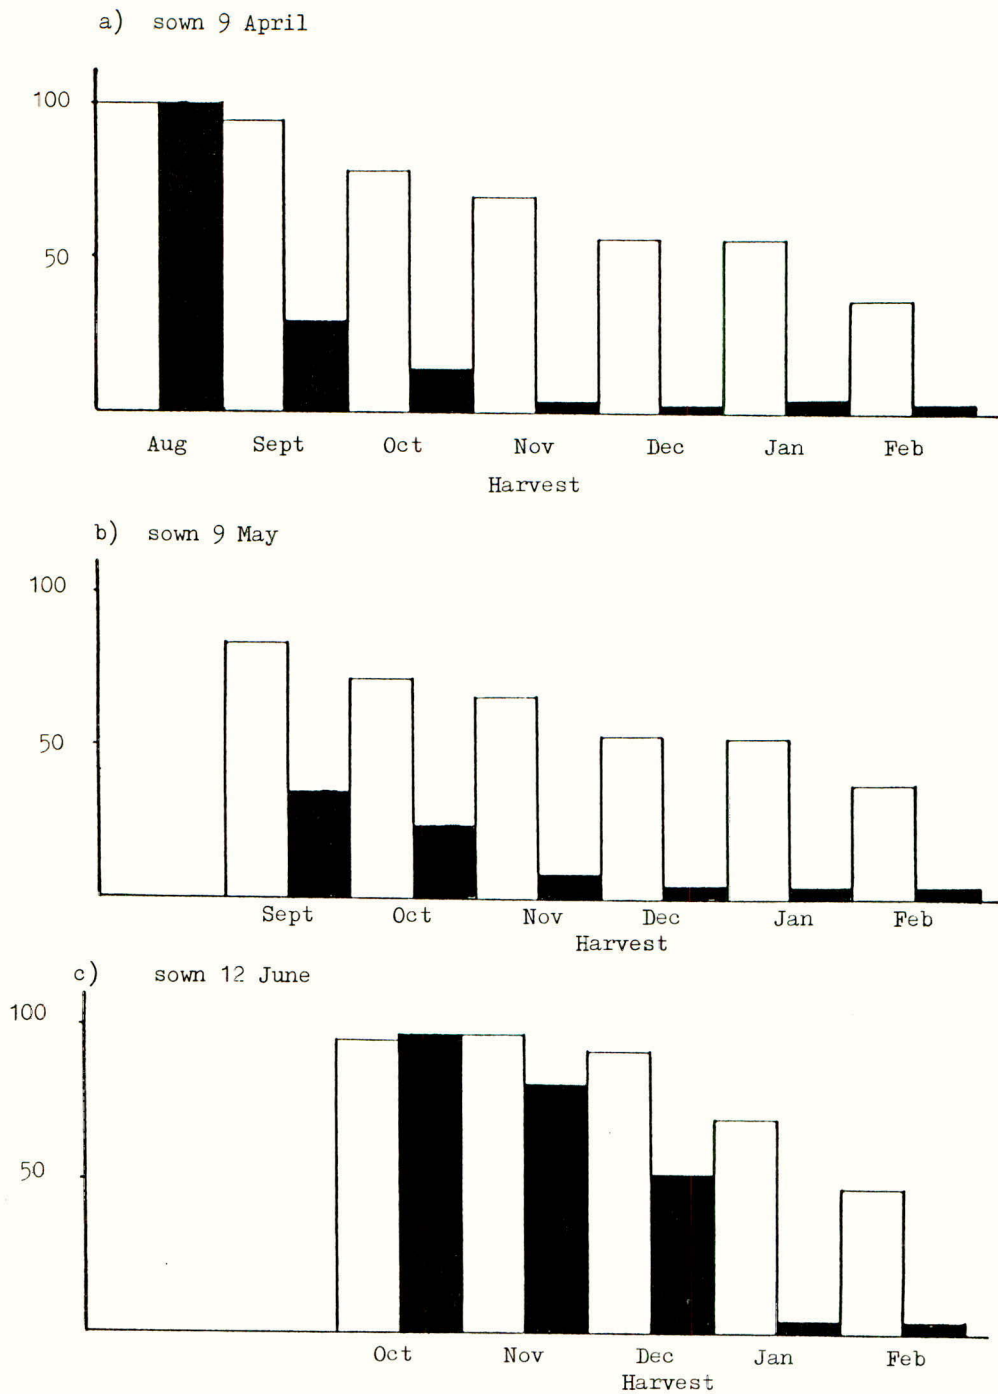 a) sown 9 April
100
50
Aug Sept Oct Nov Dec Jan Feb
Harvest
b) sown 9 May
100
50
Sept Oct Nov Dec Jan Feb
Harvest
c) sown 12 June
100
50
Oct Nov Dec Jan Feb
Harvest